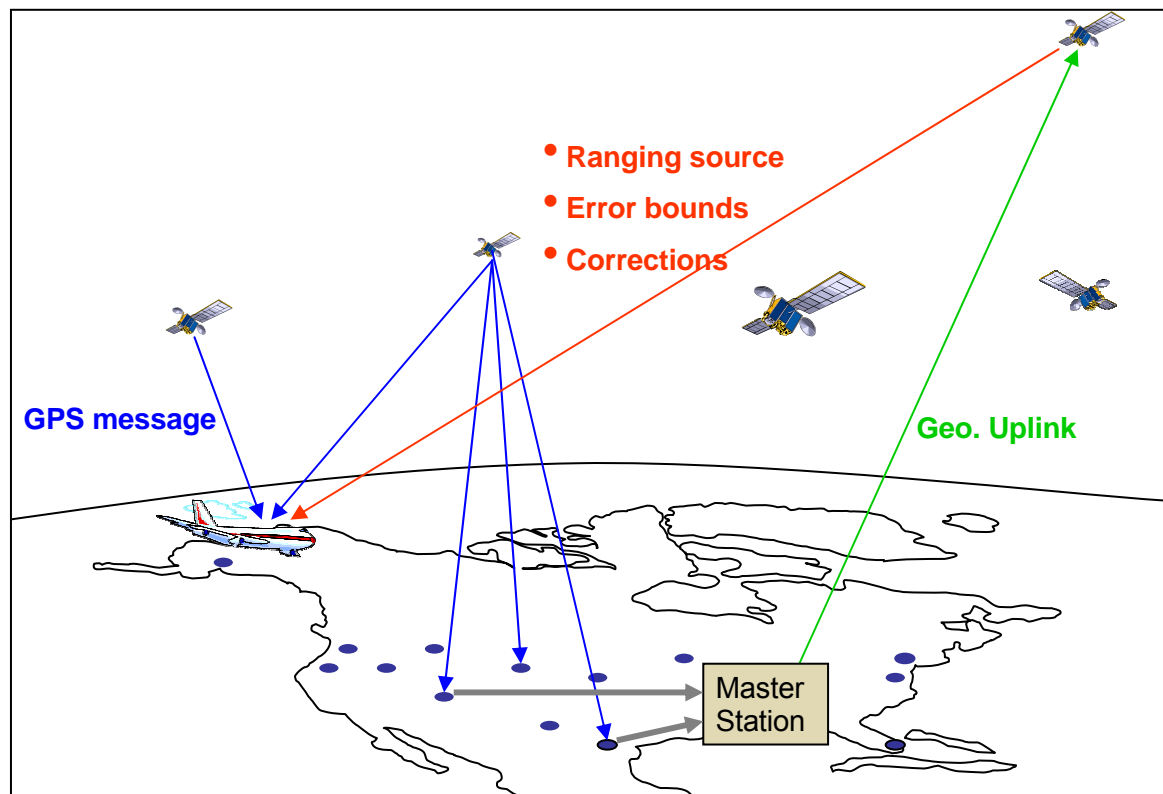 • Ranging source
• Error bounds
• Corrections
GPS message
Geo. Uplink
Master
Station